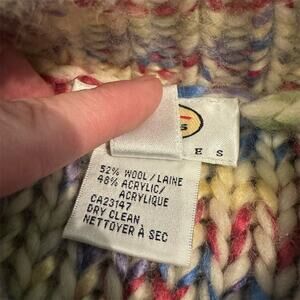 E S
52% WOOL/LAINE
48% ACRYLIC/
ACRYLIQUE
CA23147
DRY CLEAN
NETTOYER À SEC